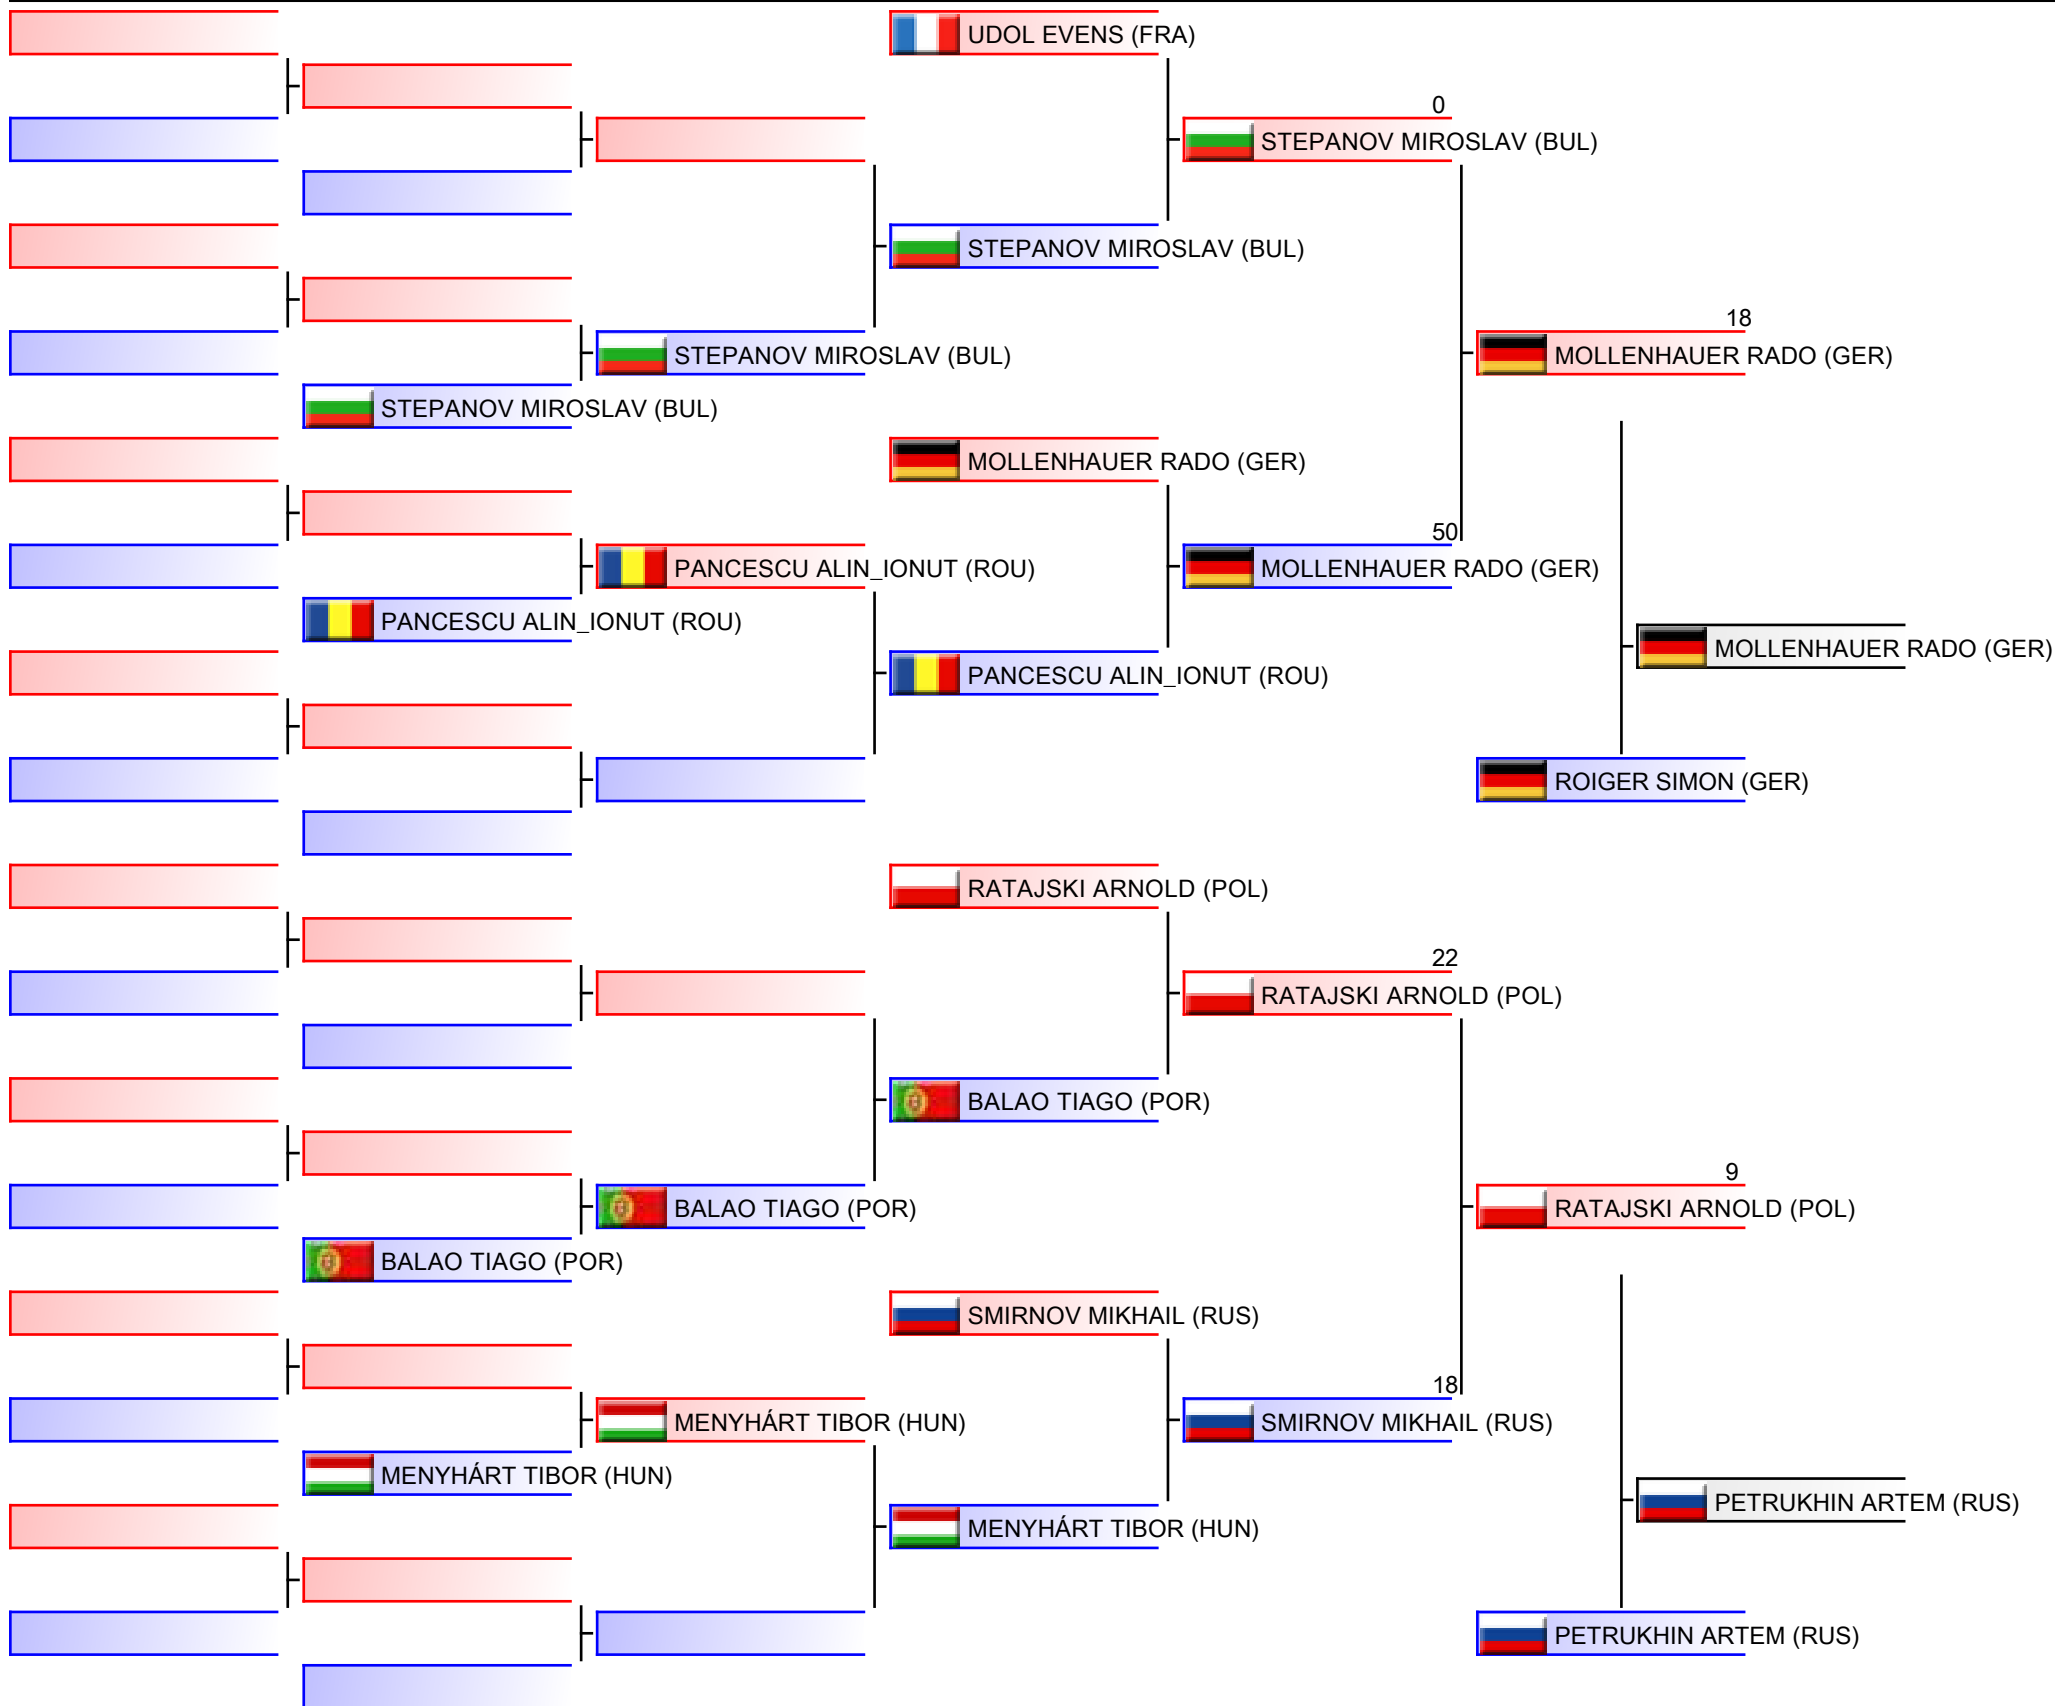 UDOL EVENS (FRA)
0
STEPANOV MIROSLAV (BUL)
STEPANOV MIROSLAV (BUL)
18
STEPANOV MIROSLAV (BUL)
MOLLENHAUER RADO (GER)
STEPANOV MIROSLAV (BUL)
MOLLENHAUER RADO (GER)
50
PANCESCU ALIN_IONUT (ROU)
MOLLENHAUER RADO (GER)
PANCESCU ALIN_IONUT (ROU)
MOLLENHAUER RADO (GER)
PANCESCU ALIN_IONUT (ROU)
ROIGER SIMON (GER)
RATAJSKI ARNOLD (POL)
22
RATAJSKI ARNOLD (POL)
BALAO TIAGO (POR)
9
BALAO TIAGO (POR)
RATAJSKI ARNOLD (POL)
BALAO TIAGO (POR)
SMIRNOV MIKHAIL (RUS)
18
MENYHÁRT TIBOR (HUN)
SMIRNOV MIKHAIL (RUS)
MENYHÁRT TIBOR (HUN)
PETRUKHIN ARTEM (RUS)
MENYHÁRT TIBOR (HUN)
PETRUKHIN ARTEM (RUS)